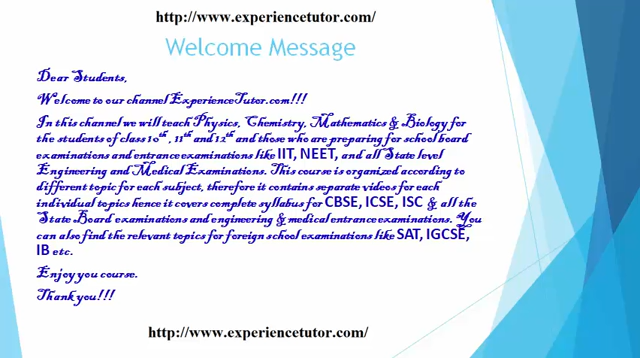 http://www.experiencetutor.com/
Welcome Message
Dear Students,
Welcome to our channel ExperienceTutor.com!!!
In this channel we will teach Physics, Chemistry, Mathematics & Biology for
the students of class 10th , 11th and 12th and those who are preparing for school board
examinations and entrance examinations like IIT, NEET, and all State level
Engineering and Medical Examinations. This course is organized according to
different topic for each subject, therefore it contains separate videos for each
individual topics hence it covers complete syllabus for CBSE, ICSE, ISC & all the
State Board examinations and engineering & medical entrance examinations. You
can also find the relevant topics for foreign school examinations like SAT, IGCSE,
IB etc.
Enjoy you course.
Thank you!!!
http://www.experiencetutor.com/